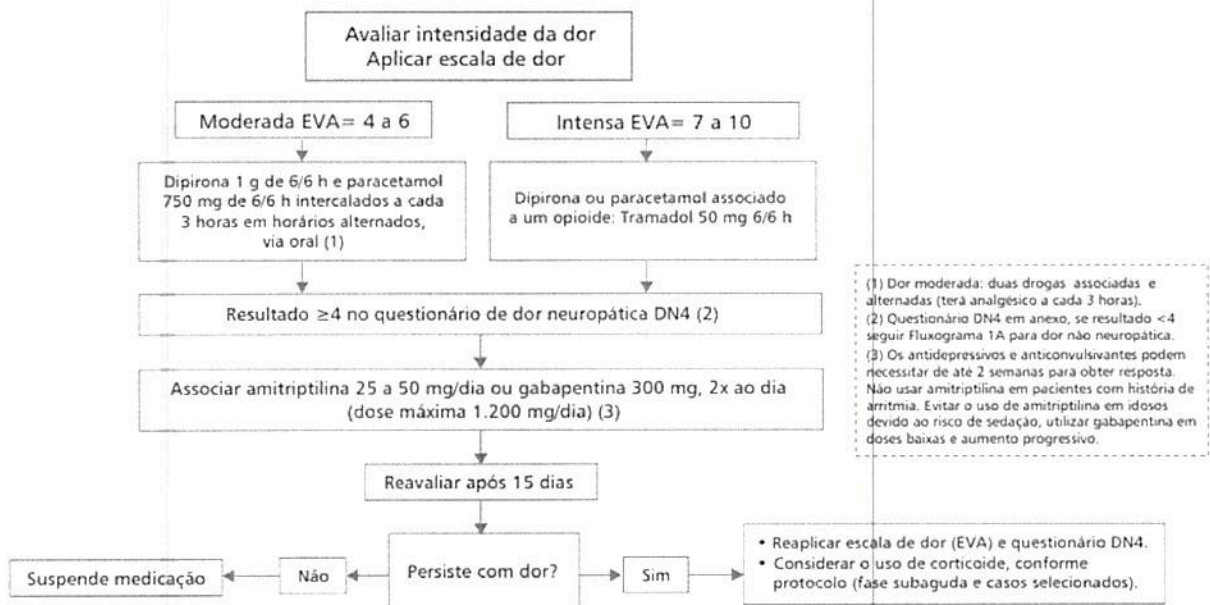 Avaliar intensidade da dor
Aplicar escala de dor
Moderada EVA= 4 a 6
Intensa EVA= 7 a 10
Dipirona 1 g de 6/6 h e paracetamol
750 mg de 6/6 h intercalados a cada
3 horas em horários alternados,
via oral (1)
Dipirona ou paracetamol associado
a um opioide: Tramadol 50 mg 6/6 h
Resultado ≥4 no questionário de dor neuropática DN4 (2)
Associar amitriptilina 25 a 50 mg/dia ou gabapentina 300 mg, 2x ao dia
(dose máxima 1.200 mg/dia) (3)
Reavaliar após 15 dias
Persiste com dor?
Não
Suspende medicação
Sim
• Reaplicar escala de dor (EVA) e questionário DN4.
• Considerar o uso de corticoide, conforme
protocolo (fase subaguda e casos selecionados).
(1) Dor moderada: duas drogas associadas e
alternadas (terá analgésico a cada 3 horas).
(2) Questionário DN4 em anexo, se resultado <4
seguir Fluxograma 1A para dor não neuropática.
(3) Os antidepressivos e anticonvulsivantes podem
necessitar de até 2 semanas para obter resposta.
Não usar amitriptilina em pacientes com história de
arritmia. Evitar o uso de amitriptilina em idosos
devido ao risco de sedação, utilizar gabapentina em
doses baixas e aumento progressivo.